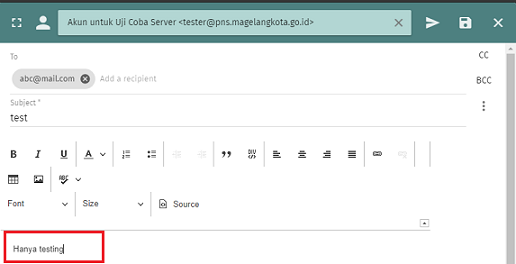 Akun untuk Uji Coba Server <tester@pns.magelangkota.go.id>
To
CC
abc@mail.com
Add a recipient
BCC
Subject *
test
B I U A
ABC
Font Size Source
Hanya testing